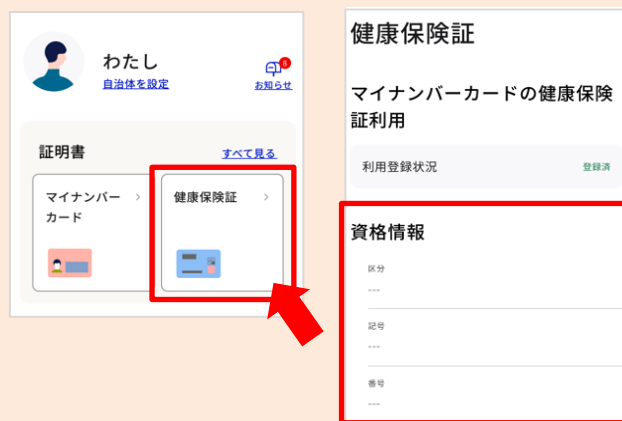 わたし
自治体を設定
8
お知らせ
証明書
すべて見る
マイナンバー
カード
健康保険証
健康保険証
マイナンバーカードの健康保険
証利用
利用登録状況
登録済
資格情報
区分
---
記号
---
番号
---